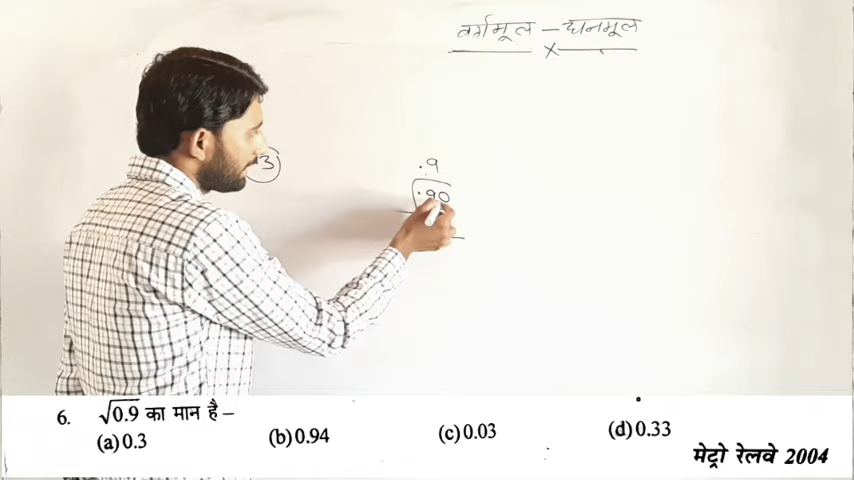 वर्गमूल – घनमूल
x
3
.9
.90
6. √0.9 का मान है –
(a) 0.3 (b) 0.94 (c) 0.03 (d) 0.33
मेट्रो रेलवे 2004